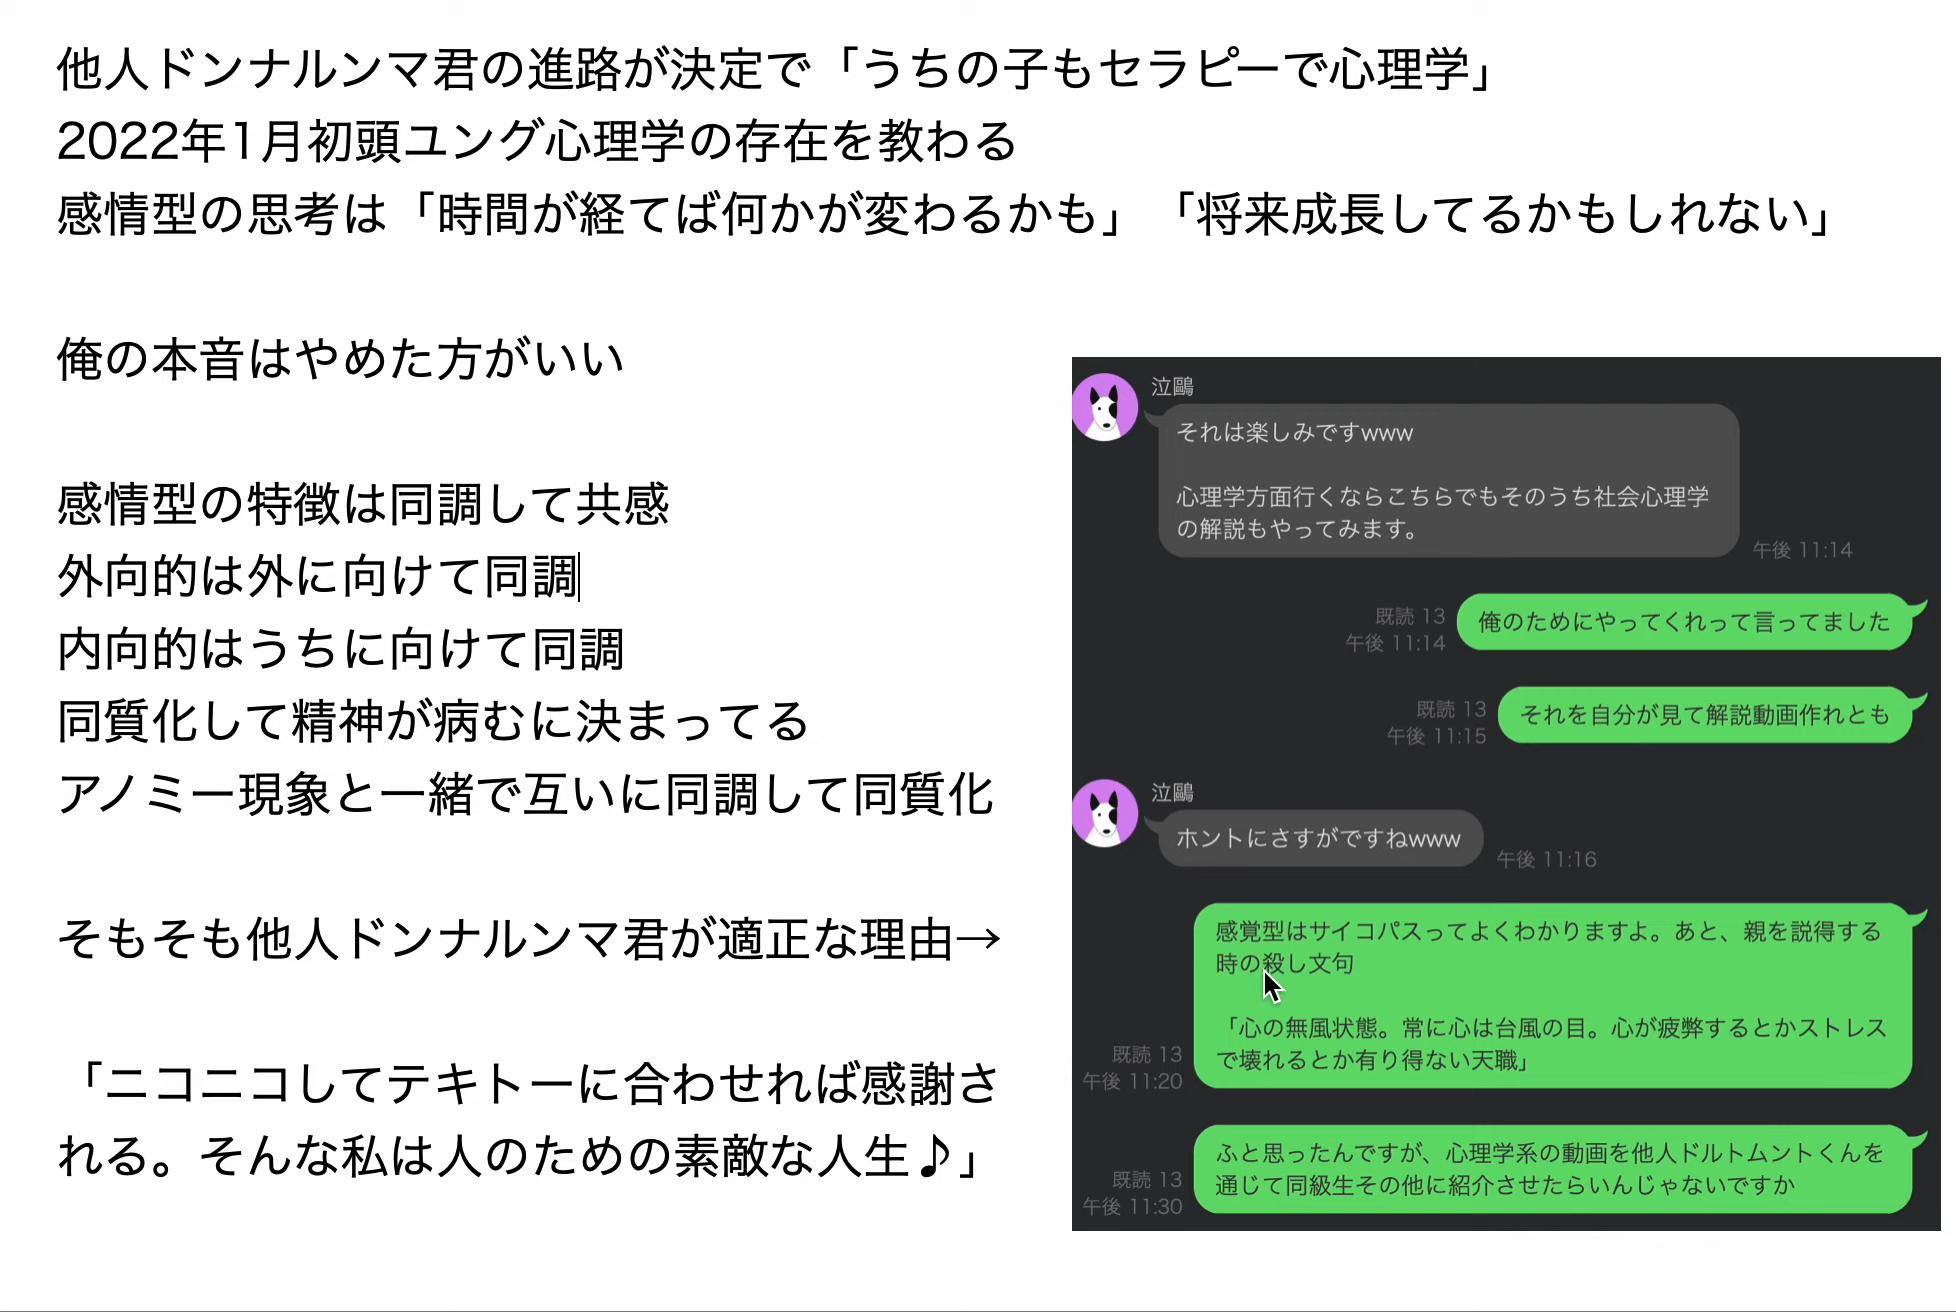 他人ドンナルンマ君の進路が決定で「うちの子もセラピーで心理学」
2022年1月初頭ユング心理学の存在を教わる
感情型の思考は「時間が経てば何かが変わるかも」「将来成長してるかもしれない」
俺の本音はやめた方がいい
感情型の特徴は同調して共感
外向的は外に向けて同調
内向的はうちに向けて同調
同質化して精神が病むに決まってる
アノミー現象と一緒で互いに同調して同質化
そもそも他人ドンナルンマ君が適正な理由→
「ニコニコしてテキトーに合わせれば感謝さ
れる。そんな私は人のための素敵な人生♪」
泣鷗
それは楽しみですwww
心理学方面行くならこちらでもそのうち社会心理学
の解説もやってみます。
午後 11:14
既読 13
午後 11:14
俺のためにやってくれって言ってました
既読 13
午後 11:15
それを自分が見て解説動画作れとも
泣鷗
ホントにさすがですねwww
午後 11:16
感覚型はサイコパスってよくわかりますよ。あと、親を説得する
時の殺し文句
「心の無風状態。常に心は台風の目。心が疲弊するとかストレス
で壊れるとか有り得ない天職」
既読 13
午後 11:20
ふと思ったんですが、心理学系の動画を他人ドルトムントくんを
通じて同級生その他に紹介させたらいんじゃないですか
既読 13
午後 11:30